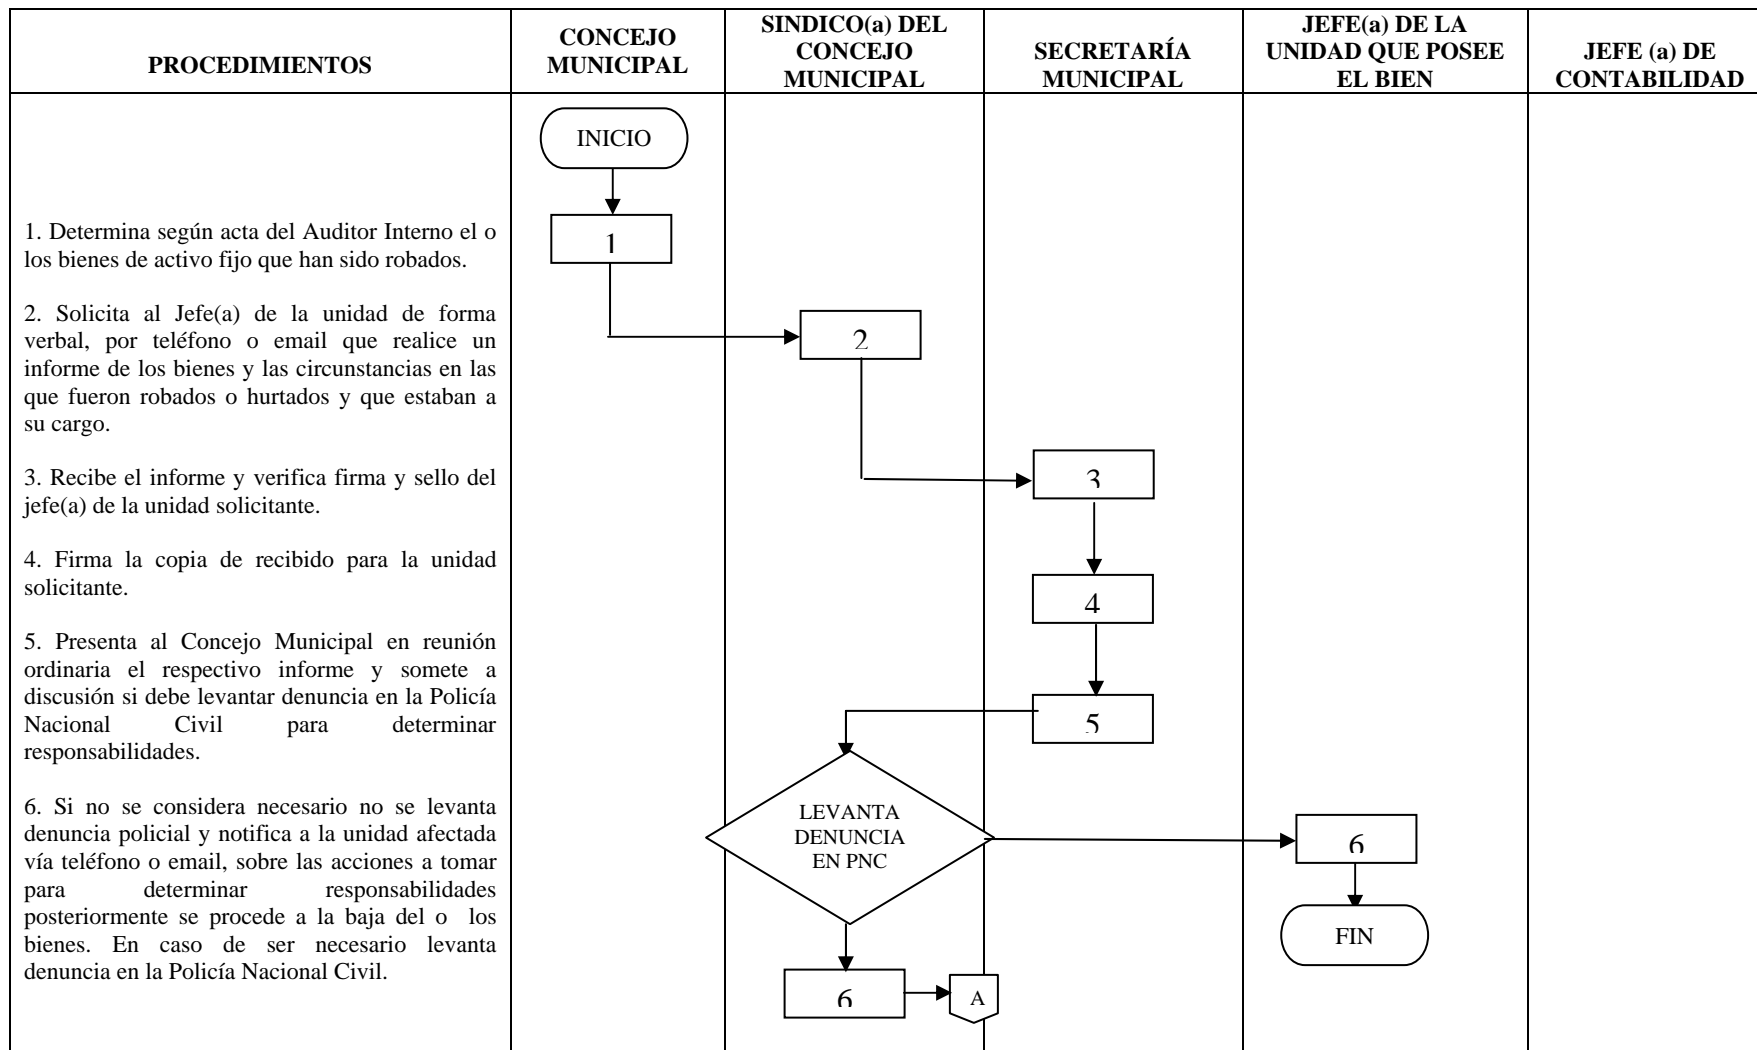 PROCEDIMIENTOS
CONCEJO
MUNICIPAL
SINDICO(a) DEL
CONCEJO
MUNICIPAL
SECRETARÍA
MUNICIPAL
JEFE(a) DE LA
UNIDAD QUE POSEE
EL BIEN
JEFE (a) DE
CONTABILIDAD
1. Determina según acta del Auditor Interno el o
los bienes de activo fijo que han sido robados.
2. Solicita al Jefe(a) de la unidad de forma
verbal, por teléfono o email que realice un
informe de los bienes y las circunstancias en las
que fueron robados o hurtados y que estaban a
su cargo.
3. Recibe el informe y verifica firma y sello del
jefe(a) de la unidad solicitante.
4. Firma la copia de recibido para la unidad
solicitante.
5. Presenta al Concejo Municipal en reunión
ordinaria el respectivo informe y somete a
discusión si debe levantar denuncia en la Policía
Nacional Civil para determinar
responsabilidades.
6. Si no se considera necesario no se levanta
denuncia policial y notifica a la unidad afectada
vía teléfono o email, sobre las acciones a tomar
para determinar responsabilidades
posteriormente se procede a la baja del o los
bienes. En caso de ser necesario levanta
denuncia en la Policía Nacional Civil.
INICIO
1
2
3
4
5
LEVANTA
DENUNCIA
EN PNC
6
FIN
6
A